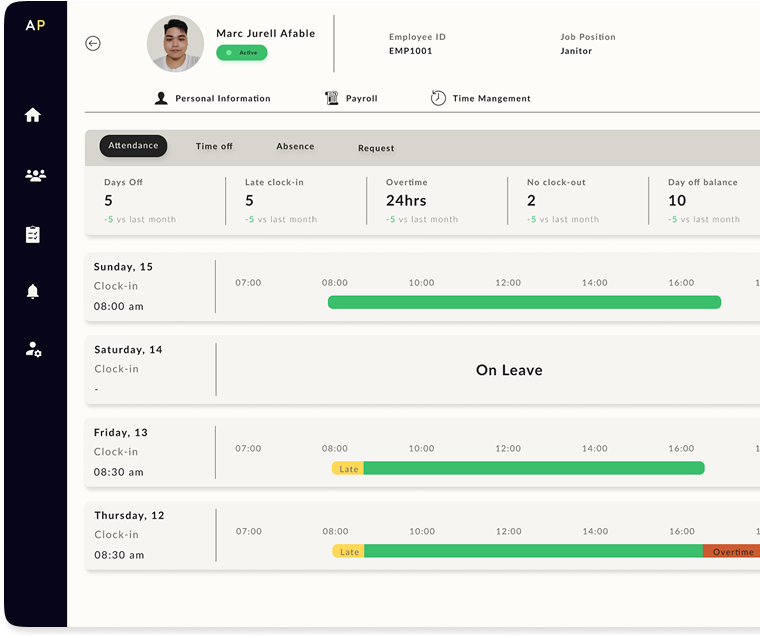 AP
Marc Jurell Afable
Active
Employee ID
EMP1001
Job Position
Janitor
Personal Information
Payroll
Time Mangement
Attendance
Time off
Absence
Request
Days Off
5
-5 vs last month
Late clock-in
5
-5 vs last month
Overtime
24hrs
-5 vs last month
No clock-out
2
-5 vs last month
Day off balance
10
-5 vs last month
Sunday, 15
Clock-in
08:00 am
07:00 08:00 10:00 12:00 14:00 16:00 1
Saturday, 14
Clock-in
-
On Leave
Friday, 13
Clock-in
08:30 am
07:00 08:00 10:00 12:00 14:00 16:00 1
Late
Thursday, 12
Clock-in
08:30 am
07:00 08:00 10:00 12:00 14:00 16:00 1
Late Overtime